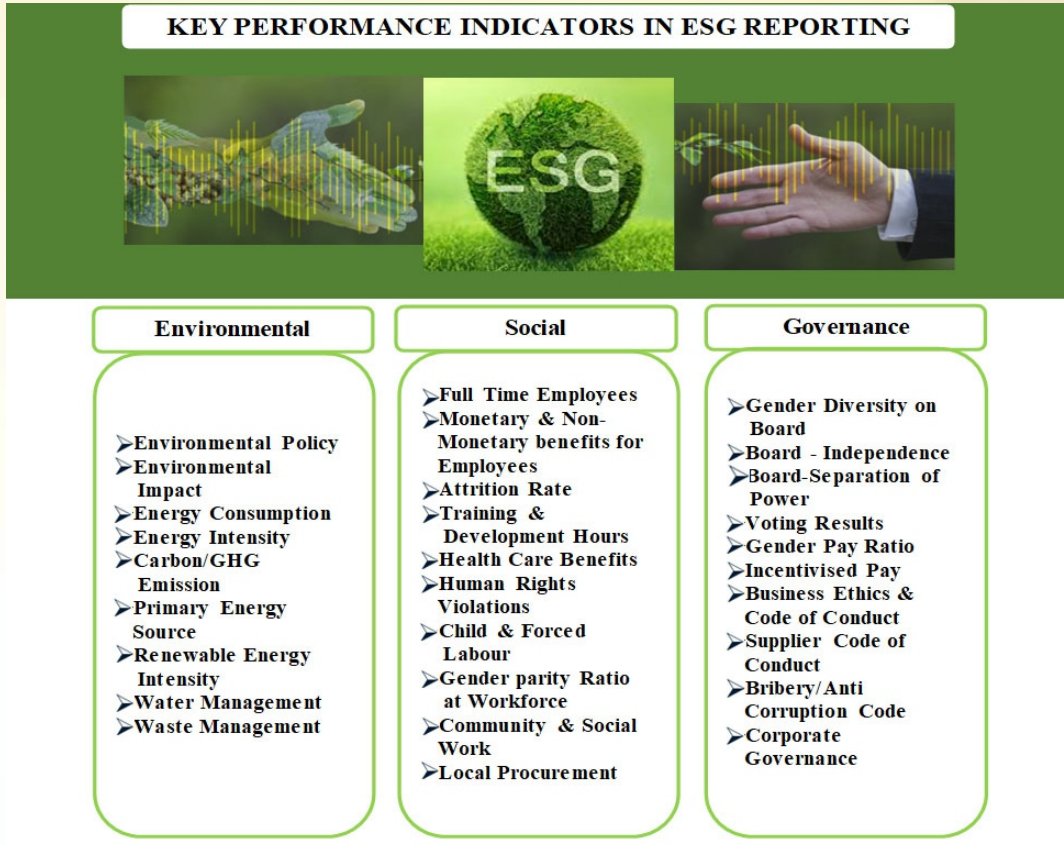 KEY PERFORMANCE INDICATORS IN ESG REPORTING
ESG
Environmental
➢Environmental Policy
➢Environmental
Impact
➢Energy Consumption
➢Energy Intensity
➢Carbon/GHG
Emission
➢Primary Energy
Source
➢Renewable Energy
Intensity
➢Water Management
➢Waste Management
Social
➢Full Time Employees
➢Monetary & Non-
Monetary benefits for
Employees
➢Attrition Rate
➢Training &
Development Hours
➢Health Care Benefits
➢Human Rights
Violations
➢Child & Forced
Labour
➢Gender parity Ratio
at Workforce
➢Community & Social
Work
➢Local Procurement
Governance
➢Gender Diversity on
Board
➢Board - Independence
➢Board-Separation of
Power
➢Voting Results
➢Gender Pay Ratio
➢Incentivised Pay
➢Business Ethics &
Code of Conduct
➢Supplier Code of
Conduct
➢Bribery/Anti
Corruption Code
➢Corporate
Governance